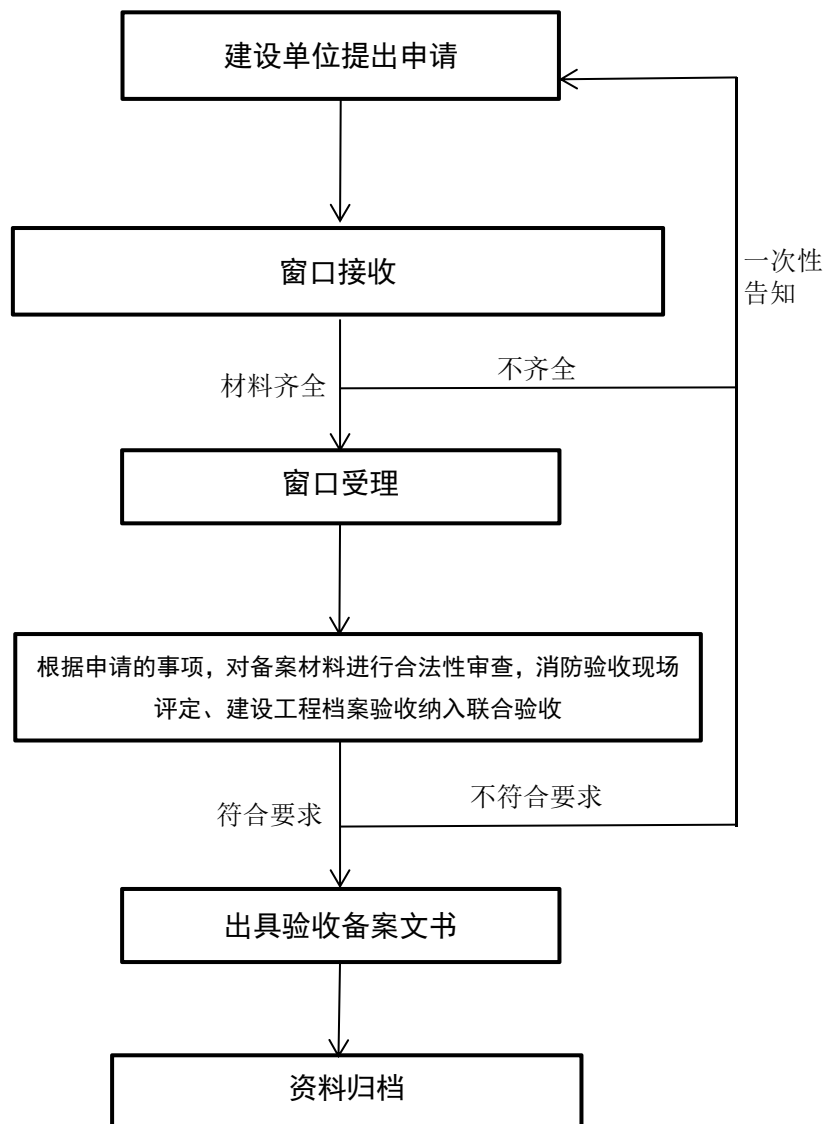 建设单位提出申请
窗口接收
一次性
告知
材料齐全
不齐全
窗口受理
根据申请的事项，对备案材料进行合法性审查，消防验收现场
评定、建设工程档案验收纳入联合验收
符合要求
不符合要求
出具验收备案文书
资料归档